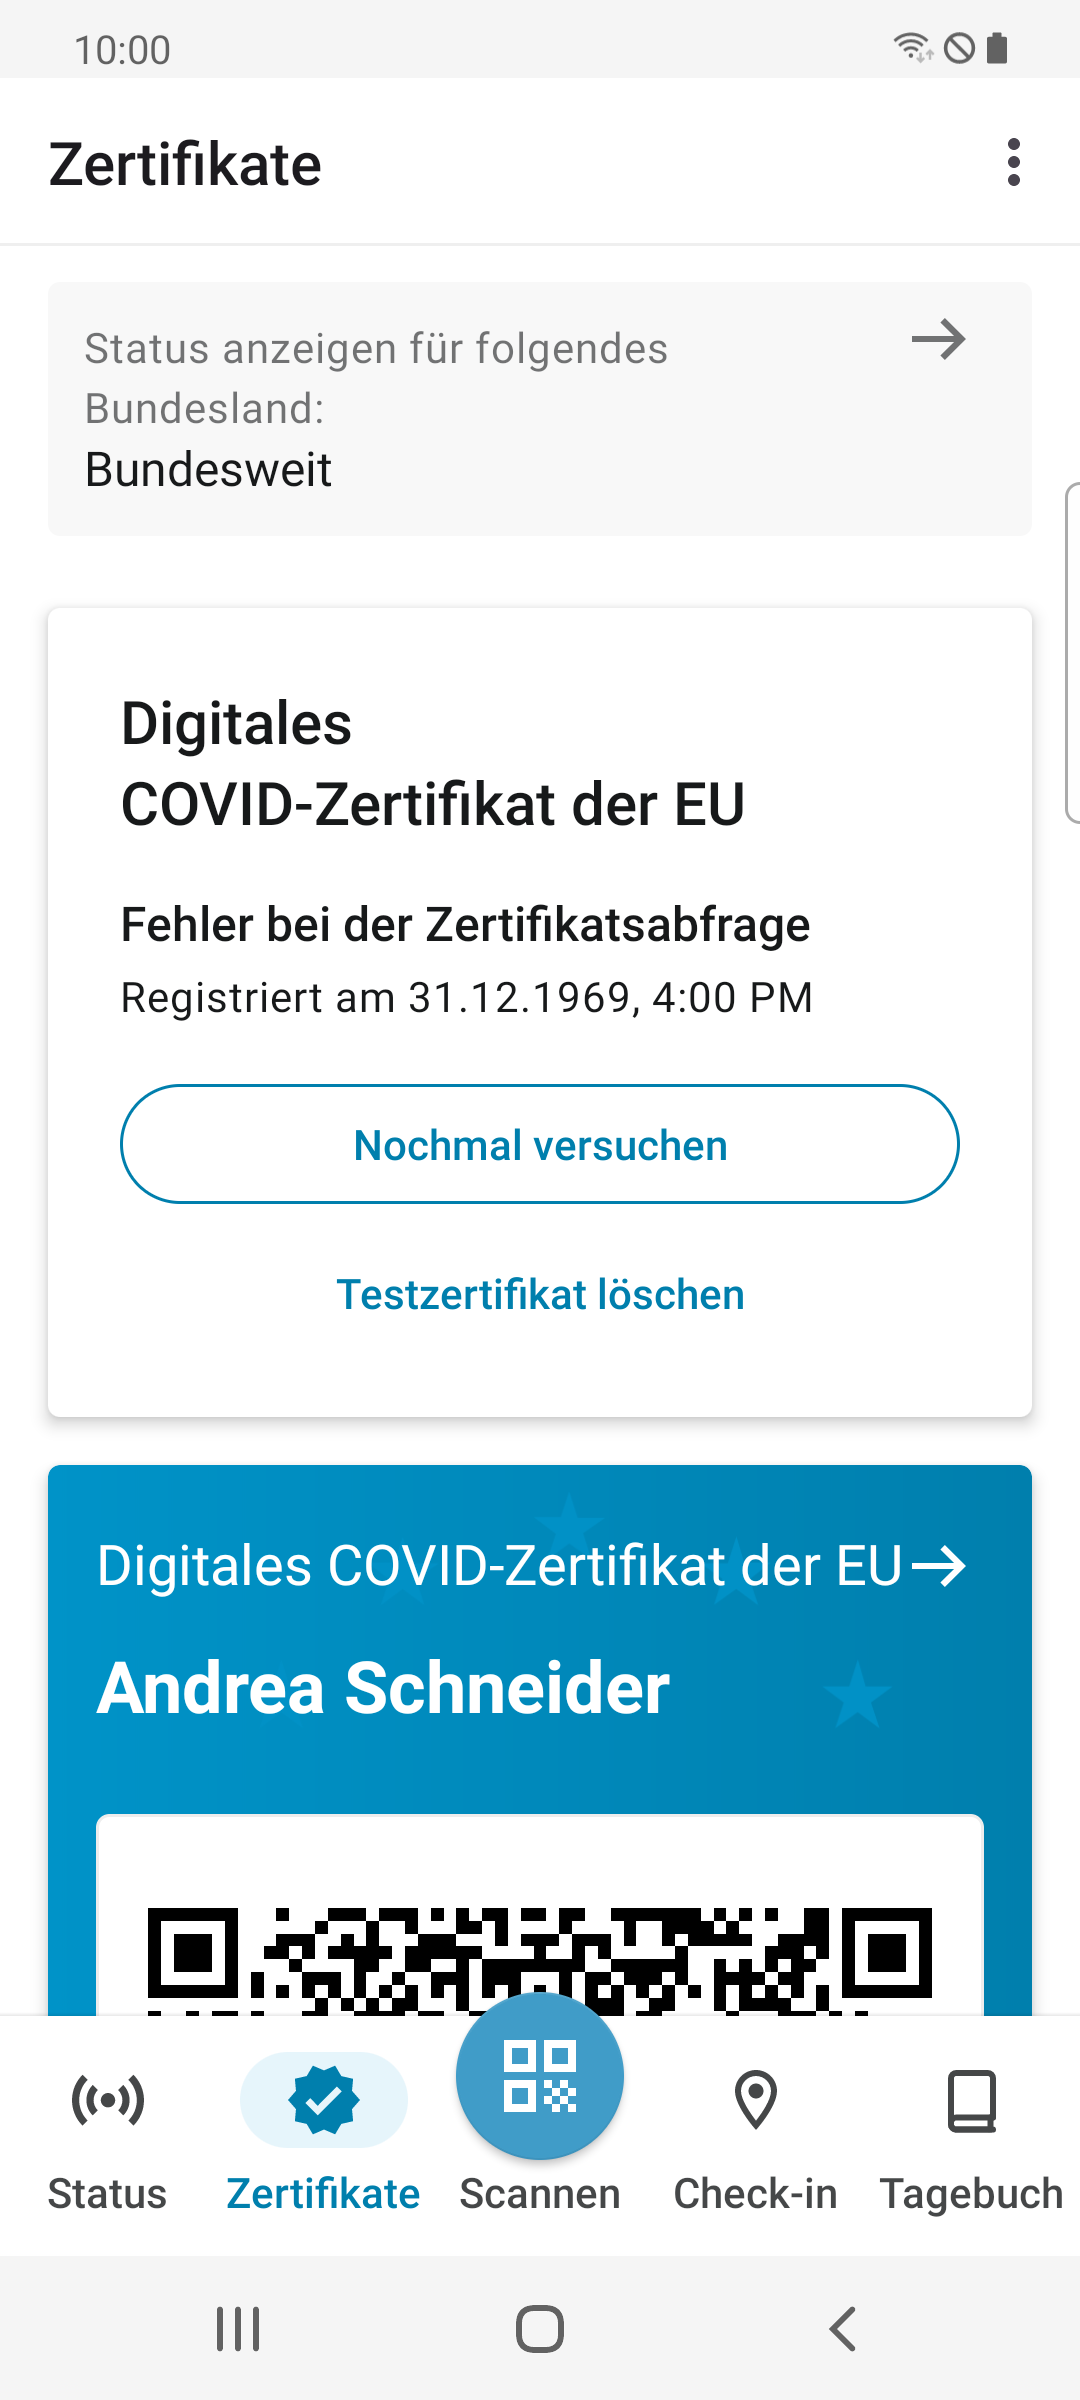 10:00
Zertifikate
Status anzeigen für folgendes
Bundesland:
Bundesweit
Digitales
COVID-Zertifikat der EU
Fehler bei der Zertifikatsabfrage
Registriert am 31.12.1969, 4:00 PM
Nochmal versuchen
Testzertifikat löschen
Digitales COVID-Zertifikat der EU
Andrea Schneider
Status
Zertifikate
Scannen
Check-in
Tagebuch